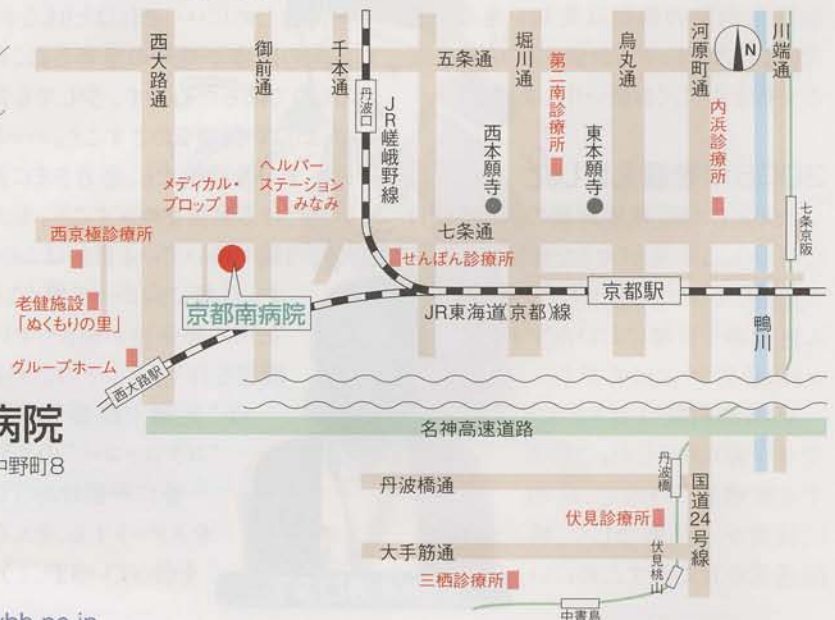 西大路通
御前通
千本通
丹波口
JR嵯峨野線
五条通
堀川通
第二南診療所
烏丸通
河原町通
N
川端通
内浜診療所
メディカル・
プロップ
ヘルパー
ステーション
みなみ
西本願寺
東本願寺
七条京阪
西京極診療所
七条通
せんぼん診療所
老健施設
「ぬくもりの里」
京都南病院
京都駅
JR東海道(京都)線
鴨川
グループホーム
西大路駅
病院
中野町8
名神高速道路
丹波橋通
丹波橋
国道24号線
伏見診療所
大手筋通
伏見桃山
三栖診療所
中書島